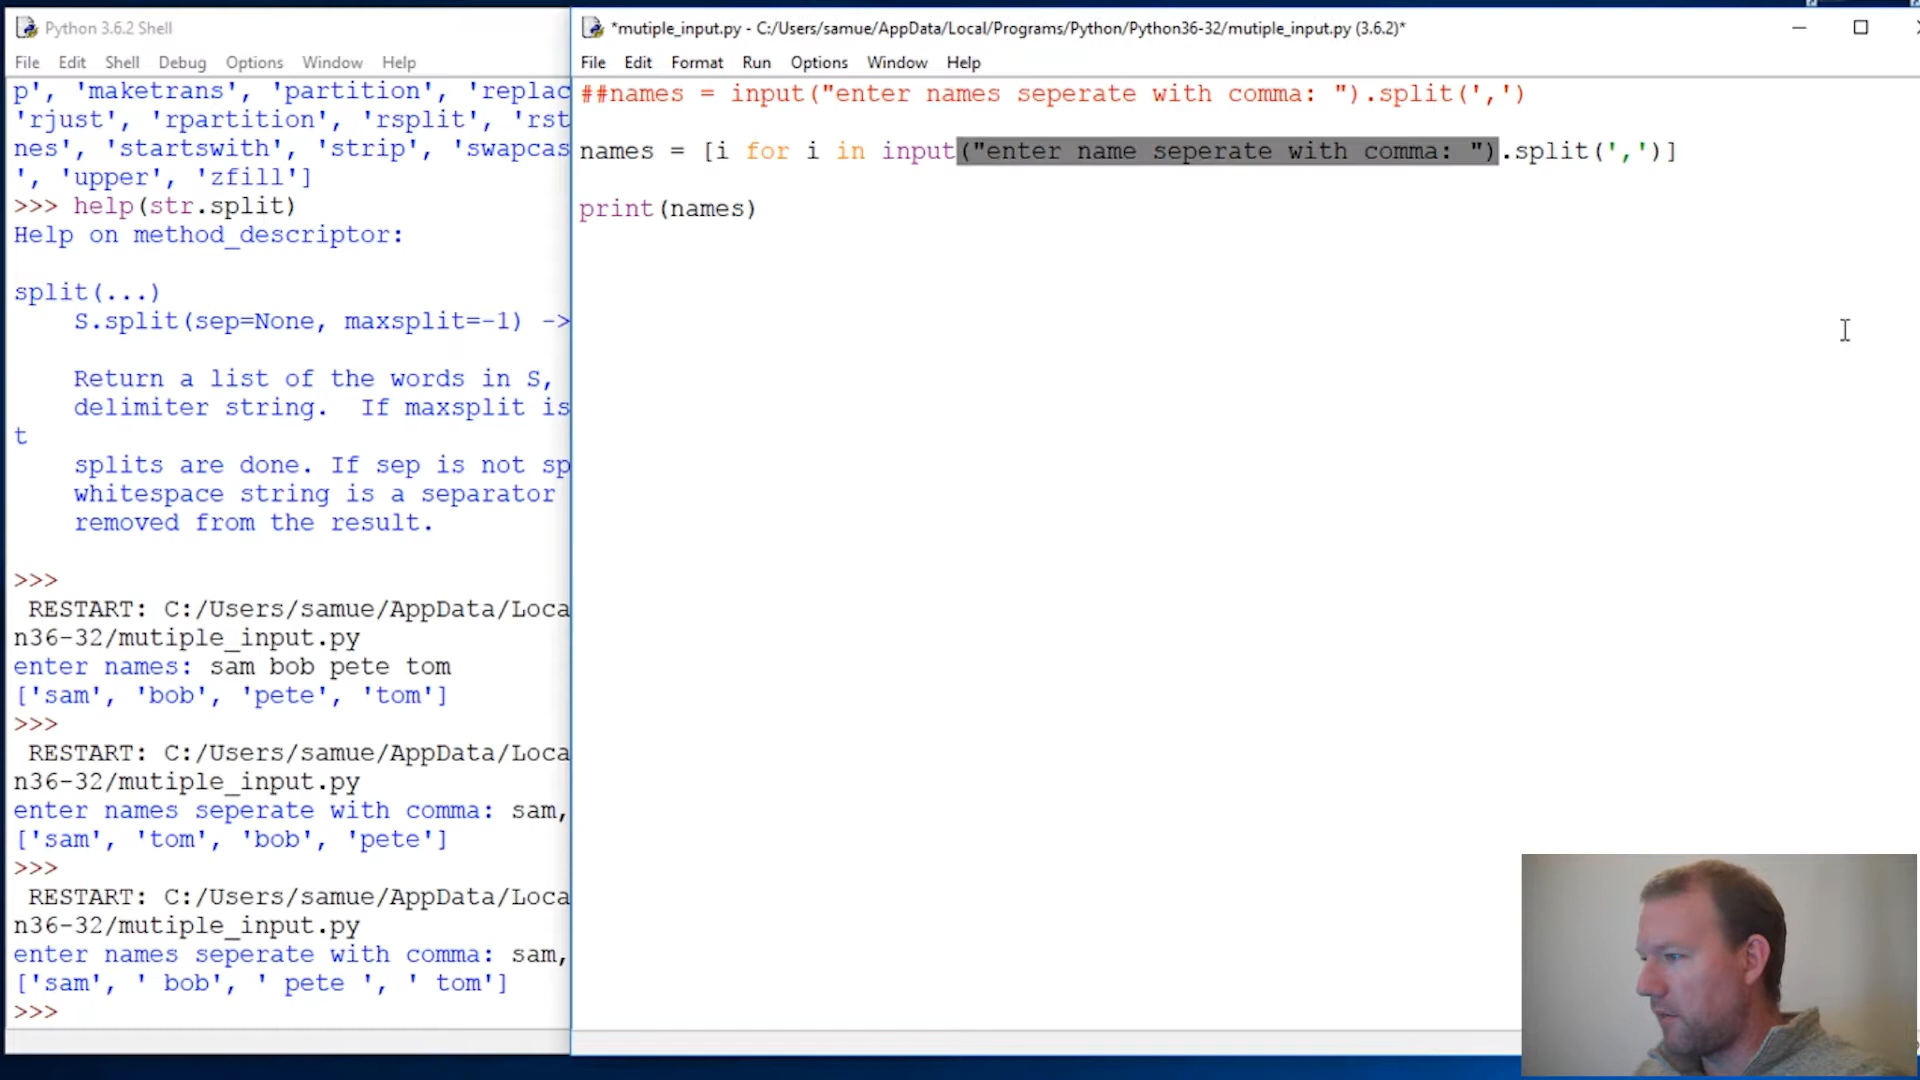 Python 3.6.2 Shell
File Edit Shell Debug Options Window Help
p', 'maketrans', 'partition', 'replac
'rjust', 'rpartition', 'rsplit', 'rst
nes', 'startswith', 'strip', 'swapcas
', 'upper', 'zfill']
>>> help(str.split)
Help on method_descriptor:
split(...)
S.split(sep=None, maxsplit=-1) ->
Return a list of the words in S,
delimiter string.  If maxsplit is
t
splits are done. If sep is not sp
whitespace string is a separator
removed from the result.
>>>
RESTART: C:/Users/samue/AppData/Loca
n36-32/mutiple_input.py
enter names: sam bob pete tom
['sam', 'bob', 'pete', 'tom']
>>>
RESTART: C:/Users/samue/AppData/Loca
n36-32/mutiple_input.py
enter names seperate with comma: sam,
['sam', 'tom', 'bob', 'pete']
>>>
RESTART: C:/Users/samue/AppData/Loca
n36-32/mutiple_input.py
enter names seperate with comma: sam,
['sam', ' bob', ' pete ', ' tom']
>>>
*mutiple_input.py - C:/Users/samue/AppData/Local/Programs/Python/Python36-32/mutiple_input.py (3.6.2)*
File Edit Format Run Options Window Help
##names = input("enter names seperate with comma: ").split(',')
names = [i for i in input("enter name seperate with comma: ").split(',')]
print(names)